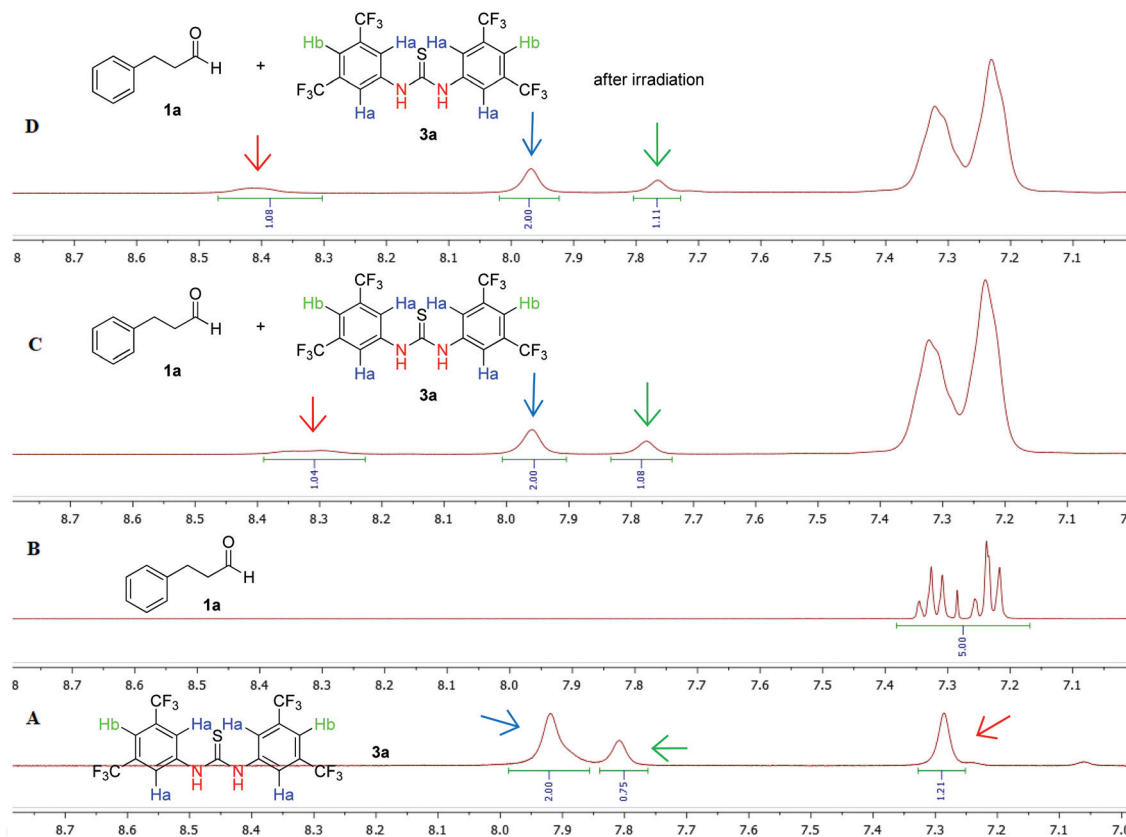 CF3 CF3
Hb Ha S Ha Hb
O
H + F3C N N CF3
H H
1a Ha Ha
3a
after irradiation
D
1.08 2.00 1.11
8 8.7 8.6 8.5 8.4 8.3 8.2 8.1 8.0 7.9 7.8 7.7 7.6 7.5 7.4 7.3 7.2 7.1
CF3 CF3
Hb Ha S Ha Hb
O
H + F3C N N CF3
H H
1a Ha Ha
3a
C
1.04 2.00 1.08
8.7 8.6 8.5 8.4 8.3 8.2 8.1 8.0 7.9 7.8 7.7 7.6 7.5 7.4 7.3 7.2 7.1
B
O
H
1a
5.00
8 8.7 8.6 8.5 8.4 8.3 8.2 8.1 8.0 7.9 7.8 7.7 7.6 7.5 7.4 7.3 7.2 7.1
A
CF3 CF3
Hb Ha S Ha Hb
F3C N N CF3
H H
Ha Ha
3a
2.00 0.75 1.21
8.7 8.6 8.5 8.4 8.3 8.2 8.1 8.0 7.9 7.8 7.7 7.6 7.5 7.4 7.3 7.2 7.1 7.0